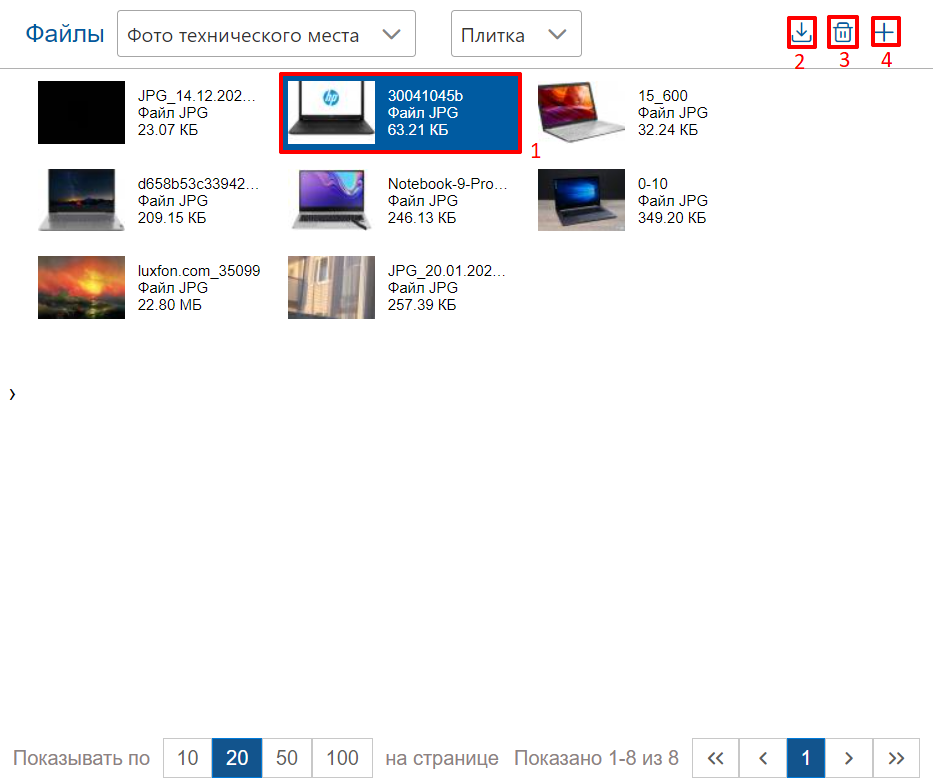 Файлы Фото технического места Плитка
2 3 4
JPG_14.12.202...
Файл JPG
23.07 КБ
hp
30041045b
Файл JPG
63.21 КБ
15_600
Файл JPG
32.24 КБ
1
d658b53c33942...
Файл JPG
209.15 КБ
Notebook-9-Pro...
Файл JPG
246.13 КБ
0-10
Файл JPG
349.20 КБ
luxfon.com_35099
Файл JPG
22.80 МБ
JPG_20.01.202...
Файл JPG
257.39 КБ
Показывать по 10 20 50 100 на странице Показано 1-8 из 8 « ‹ 1 › »